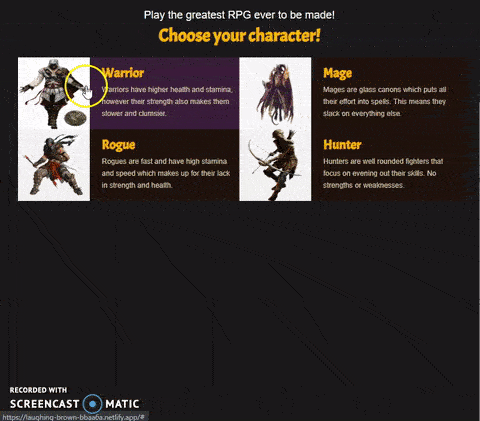 Play the greatest RPG ever to be made!
Choose your character!
Warrior
Warriors have higher health and stamina,
however their strength also makes them
slower and clumsier.
Mage
Mages are glass canons which puts all
their effort into spells. This means they
slack on everything else.
Rogue
Rogues are fast and have high stamina
and speed which makes up for their lack
in strength and health.
Hunter
Hunters are well rounded fighters that
focus on evening out their skills. No
strengths or weaknesses.
RECORDED WITH
SCREENCAST MATIC
https://laughing-brown-bbaa6a.netlify.app/#